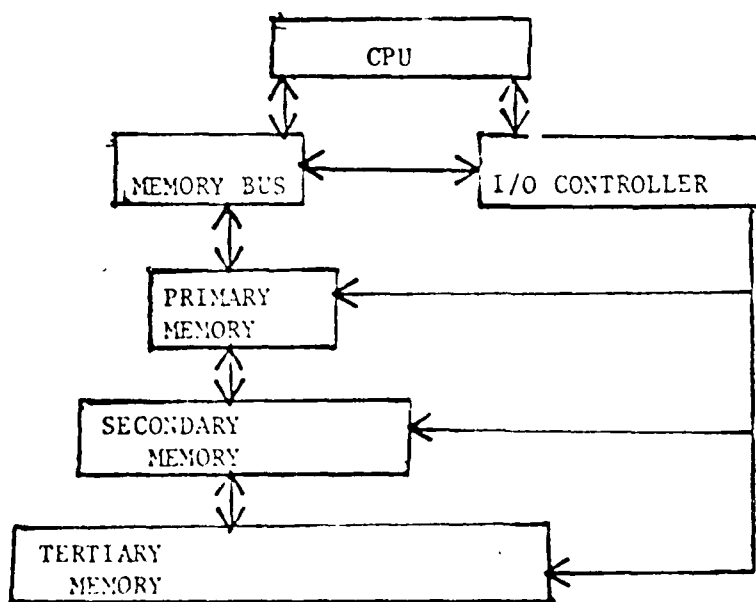 CPU
MEMORY BUS
I/O CONTROLLER
PRIMARY
MEMORY
SECONDARY
MEMORY
TERTIARY
MEMORY